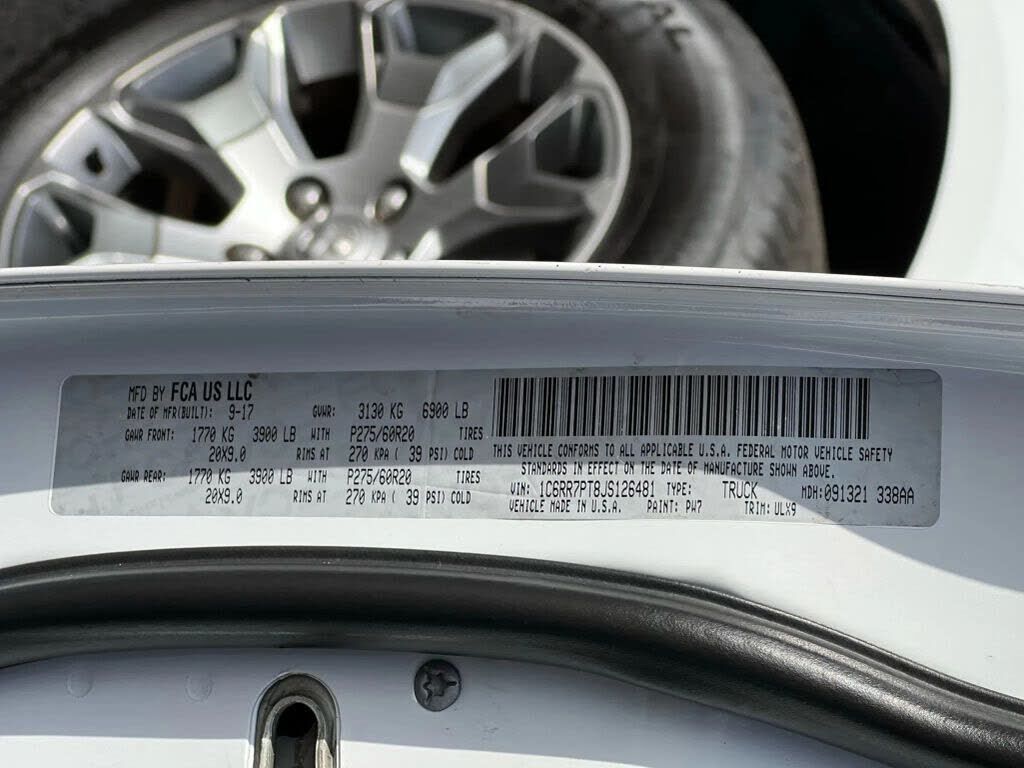 AL
MFD BY FCA US LLC
DATE OF MFR(BUILT): 9-17 GVWR: 3130 KG 6900 LB
GAWR FRONT: 1770 KG 3900 LB WITH P275/60R20 TIRES
20X9.0 RIMS AT 270 KPA ( 39 PSI) COLD
GAWR REAR: 1770 KG 3900 LB WITH P275/60R20 TIRES
20X9.0 RIMS AT 270 KPA ( 39 PSI) COLD
THIS VEHICLE CONFORMS TO ALL APPLICABLE U.S.A. FEDERAL MOTOR VEHICLE SAFETY
STANDARDS IN EFFECT ON THE DATE OF MANUFACTURE SHOWN ABOVE.
VIN: 1C6RR7PT8JS126481 TYPE: TRUCK MDH:091321 338AA
VEHICLE MADE IN U.S.A. PAINT: PW7 TRIM: ULX9